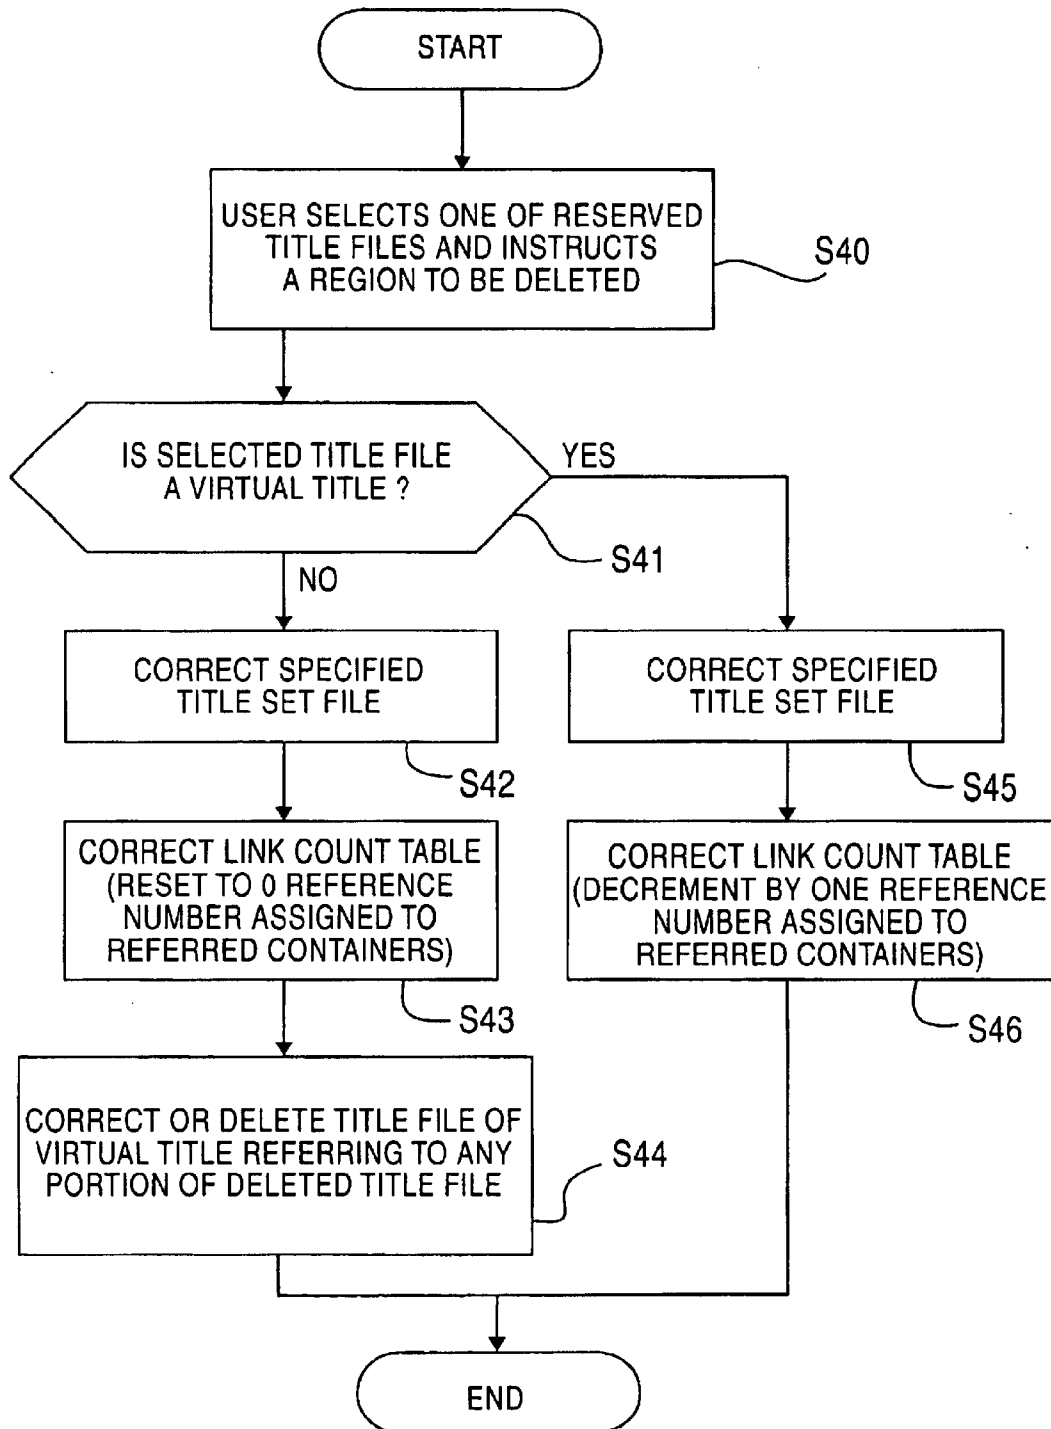 START
USER SELECTS ONE OF RESERVED
TITLE FILES AND INSTRUCTS
A REGION TO BE DELETED
S40
IS SELECTED TITLE FILE
A VIRTUAL TITLE ?
YES
S41
NO
CORRECT SPECIFIED
TITLE SET FILE
S42
CORRECT SPECIFIED
TITLE SET FILE
S45
CORRECT LINK COUNT TABLE
(RESET TO 0 REFERENCE
NUMBER ASSIGNED TO
REFERRED CONTAINERS)
S43
CORRECT LINK COUNT TABLE
(DECREMENT BY ONE REFERENCE
NUMBER ASSIGNED TO
REFERRED CONTAINERS)
S46
CORRECT OR DELETE TITLE FILE OF
VIRTUAL TITLE REFERRING TO ANY
PORTION OF DELETED TITLE FILE
S44
END